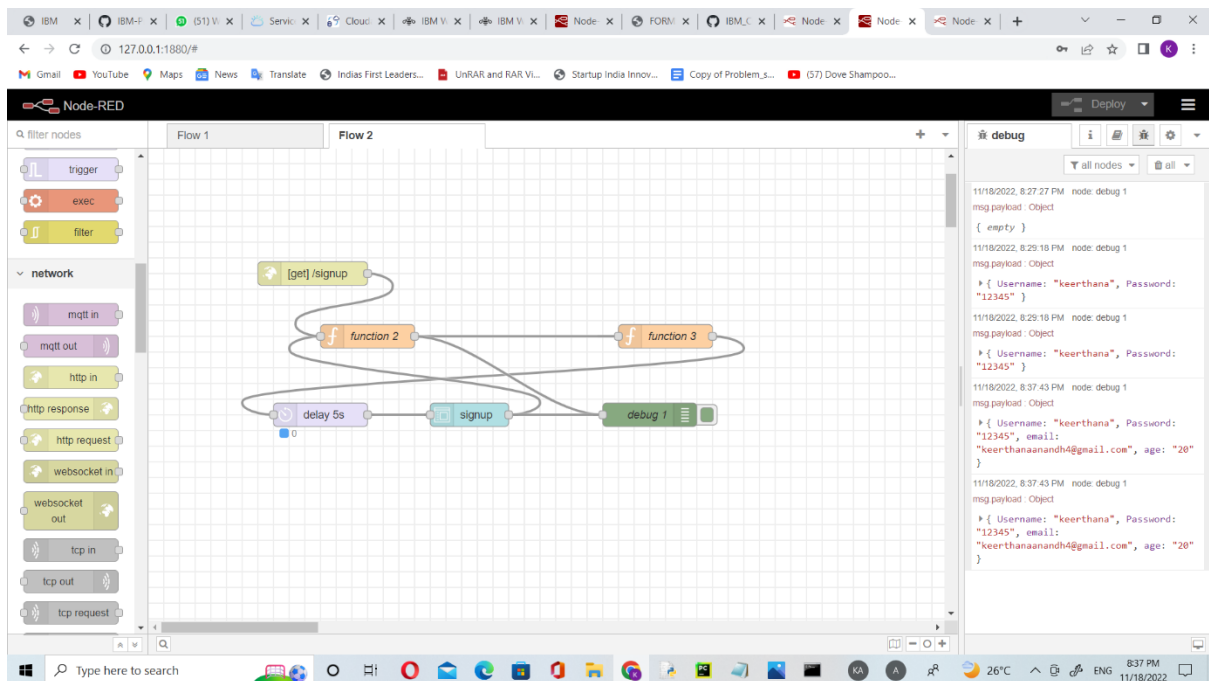 IBM
IBM-P
(51) W
Servic
Cloud
IBM W
IBM W
Node-
FORM
IBM_C
Node
Node
Node
127.0.0.1:1880/#
K
Gmail YouTube Maps News Translate Indias First Leaders... UnRAR and RAR Vi... Startup India Innov... Copy of Problem_s... (57) Dove Shampoo...
Node-RED
Deploy
filter nodes
trigger
exec
filter
network
mqtt in
mqtt out
http in
http response
http request
websocket in
websocket
out
tcp in
tcp out
tcp request
Flow 1
Flow 2
[get] /signup
function 2
function 3
delay 5s
0
signup
debug 1
debug
all nodes
all
11/18/2022, 8:27:27 PM node: debug 1
msg.payload : Object
{ empty }
11/18/2022, 8:29:18 PM node: debug 1
msg.payload : Object
{ Username: "keerthana", Password:
"12345" }
11/18/2022, 8:29:18 PM node: debug 1
msg.payload : Object
{ Username: "keerthana", Password:
"12345" }
11/18/2022, 8:37:43 PM node: debug 1
msg.payload : Object
{ Username: "keerthana", Password:
"12345", email:
"keerthanaanandh4@gmail.com", age: "20"
}
11/18/2022, 8:37:43 PM node: debug 1
msg.payload : Object
{ Username: "keerthana", Password:
"12345", email:
"keerthanaanandh4@gmail.com", age: "20"
}
Type here to search
KA
A
26°C
ENG
8:37 PM
11/18/2022